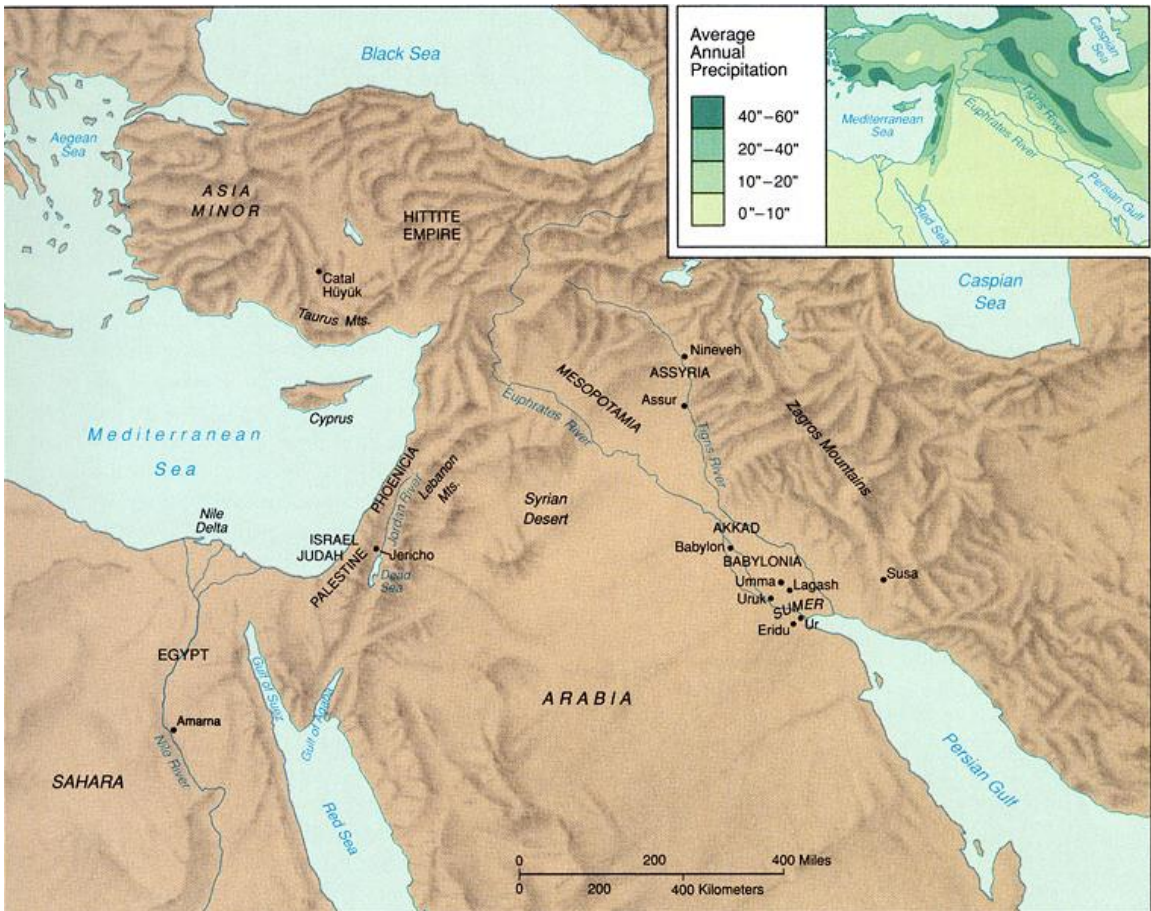 Black Sea
Aegean
Sea
ASIA
MINOR
HITTITE
EMPIRE
Catal
Hüyük
Taurus Mts.
Cyprus
Mediterranean
Sea
Nile
Delta
PHOENICIA
Jordan River
Lebanon
Mts.
ISRAEL
JUDAH
PALESTINE
Jericho
Dead
Sea
EGYPT
Amarna
Nile River
SAHARA
Gulf of Suez
Gulf of Aqaba
Red Sea
Syrian
Desert
ARABIA
MESOPOTAMIA
Euphrates River
Nineveh
ASSYRIA
Assur
Tigris River
Zagros Mountains
AKKAD
Babylon
BABYLONIA
Umma
Lagash
Uruk
SUMER
Eridu
Ur
Susa
Caspian
Sea
Persian Gulf
0 200 400 Miles
0 200 400 Kilometers
Average
Annual
Precipitation
40"–60"
20"–40"
10"–20"
0"–10"
Caspian
Sea
Mediterranean
Sea
Tigris River
Euphrates River
Persian Gulf
Red Sea